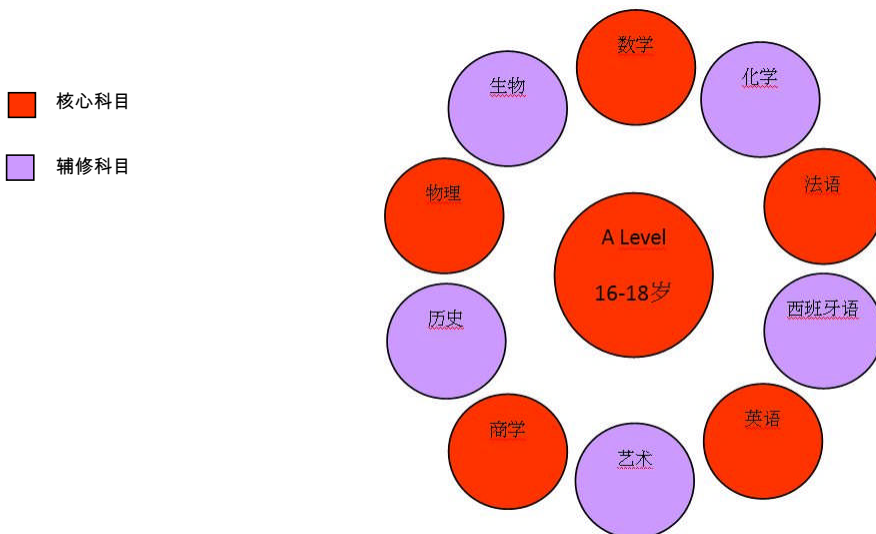 核心科目
辅修科目
数学
化学
生物
法语
物理
A Level
16-18岁
西班牙语
历史
英语
商学
艺术